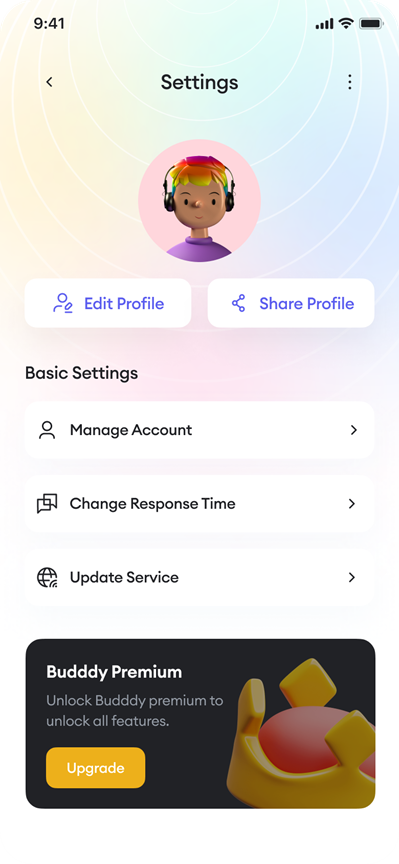 9:41
Settings
Edit Profile
Share Profile
Basic Settings
Manage Account
Change Response Time
Update Service
Budddy Premium
Unlock Budddy premium to
unlock all features.
Upgrade